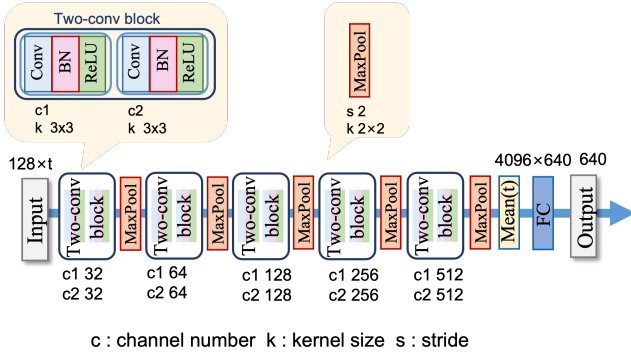 Two-conv block
Conv BN ReLU Conv BN ReLU
c1 c2
k 3x3 k 3x3
MaxPool
s 2
k 2×2
128×t 4096×640 640
Input Two-conv block MaxPool Two-conv block MaxPool Two-conv block MaxPool Two-conv block MaxPool Two-conv block MaxPool Mean(t) FC Output
c1 32 c1 64 c1 128 c1 256 c1 512
c2 32 c2 64 c2 128 c2 256 c2 512
c : channel number k : kernel size s : stride